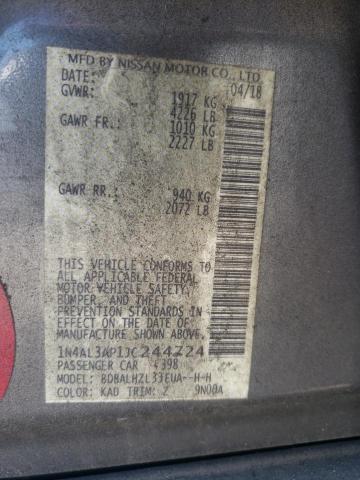 MFD BY NISSAN MOTOR CO., LTD.
DATE: 04/18
GVWR: 1917 KG
4226 LB
GAWR FR.: 1010 KG
2227 LB
GAWR RR.: 940 KG
2072 LB
THIS VEHICLE CONFORMS TO
ALL APPLICABLE FEDERAL
MOTOR VEHICLE SAFETY,
BUMPER, AND THEFT
PREVENTION STANDARDS IN
EFFECT ON THE DATE OF
MANUFACTURE SHOWN ABOVE.
1N4AL3AP1JC244724
PASSENGER CAR 4398
MODEL: BDBALHZL33EUA--H-H
COLOR: KAD TRIM: Z 9N00A